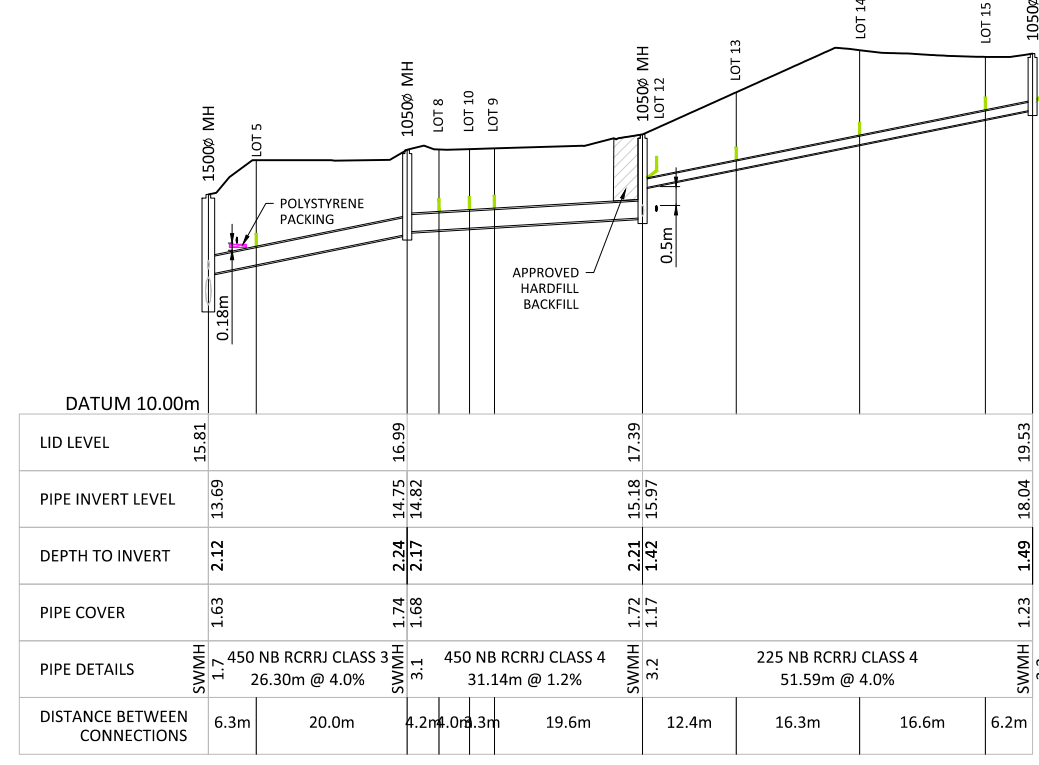 1500Ø MH
LOT 5
1050Ø MH
LOT 8
LOT 10
LOT 9
1050Ø MH
LOT 12
LOT 13
LOT 14
LOT 15
1050Ø
POLYSTYRENE
PACKING
0.18m
APPROVED
HARDFILL
BACKFILL
0.5m
DATUM 10.00m
LID LEVEL
15.81
16.99
17.39
19.53
PIPE INVERT LEVEL
13.69
14.75
14.82
15.18
15.97
18.04
DEPTH TO INVERT
2.12
2.24
2.17
2.21
1.42
1.49
PIPE COVER
1.63
1.74
1.68
1.72
1.17
1.23
PIPE DETAILS
SWMH
1.7
450 NB RCRRJ CLASS 3
26.30m @ 4.0%
SWMH
3.1
450 NB RCRRJ CLASS 4
31.14m @ 1.2%
SWMH
3.2
225 NB RCRRJ CLASS 4
51.59m @ 4.0%
SWMH
DISTANCE BETWEEN
CONNECTIONS
6.3m
20.0m
4.2m
4.0m
3.3m
19.6m
12.4m
16.3m
16.6m
6.2m